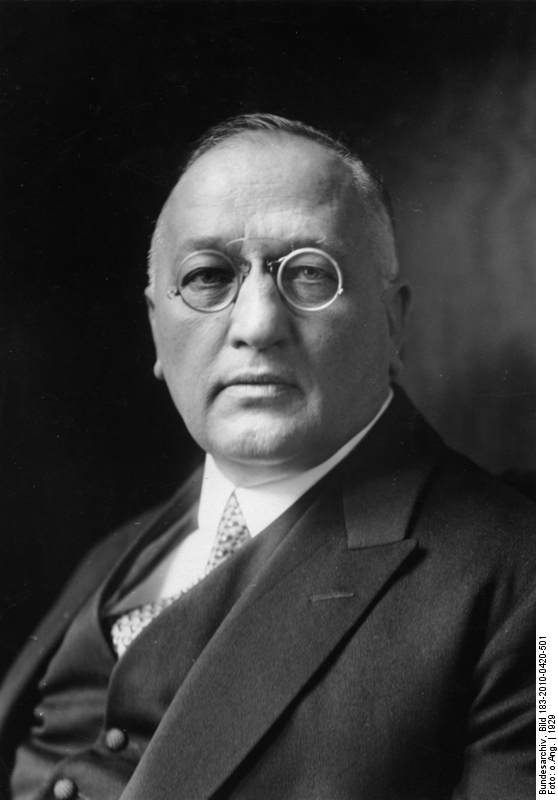 Bundesarchiv, Bild 183-2010-0420-501
Foto: o.Ang. | 1929